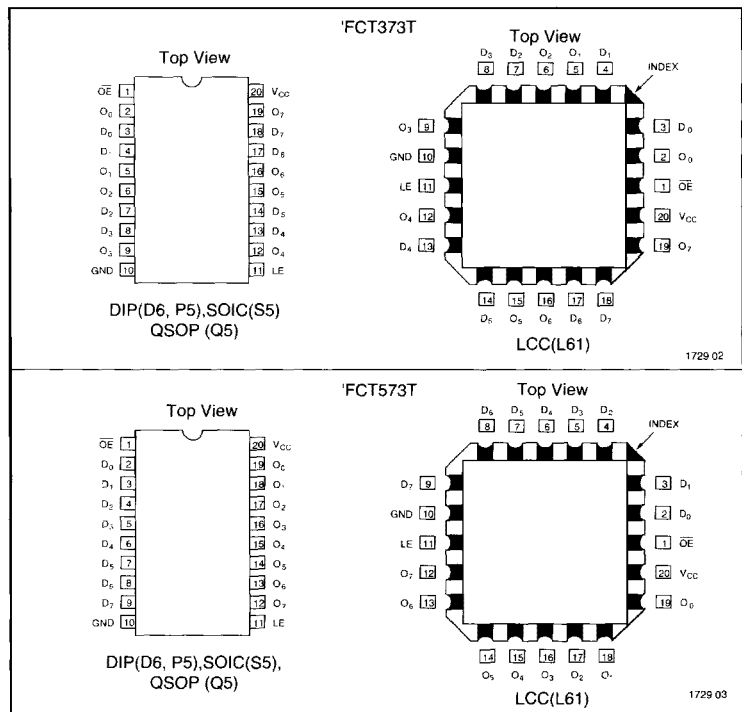 'FCT373T
Top View
OE 1 20 VCC
O0 2 19 O7
D0 3 18 D7
D- 4 17 D6
O1 5 16 O6
O2 6 15 O5
D2 7 14 D5
D3 8 13 D4
O3 9 12 O4
GND 10 11 LE
DIP(D6, P5),SOIC(S5)
QSOP (Q5)
Top View
D3 D2 O2 O1 D1
8 7 6 5 4
INDEX
O3 9 3 D0
GND 10 2 O0
LE 11 1 OE
O4 12 20 VCC
D4 13 19 O7
14 15 16 17 18
D5 O5 O6 D6 D7
LCC(L61)
1729 02
'FCT573T
Top View
OE 1 20 VCC
D0 2 19 O0
D1 3 18 O-
D2 4 17 O2
D3 5 16 O3
D4 6 15 O4
D5 7 14 O5
D6 8 13 O6
D7 9 12 O7
GND 10 11 LE
DIP(D6, P5),SOIC(S5),
QSOP (Q5)
Top View
D6 D5 D4 D3 D2
8 7 6 5 4
INDEX
D7 9 3 D1
GND 10 2 D0
LE 11 1 OE
O7 12 20 VCC
O6 13 19 O0
14 15 16 17 18
O5 O4 O3 O2 O-
LCC(L61)
1729 03